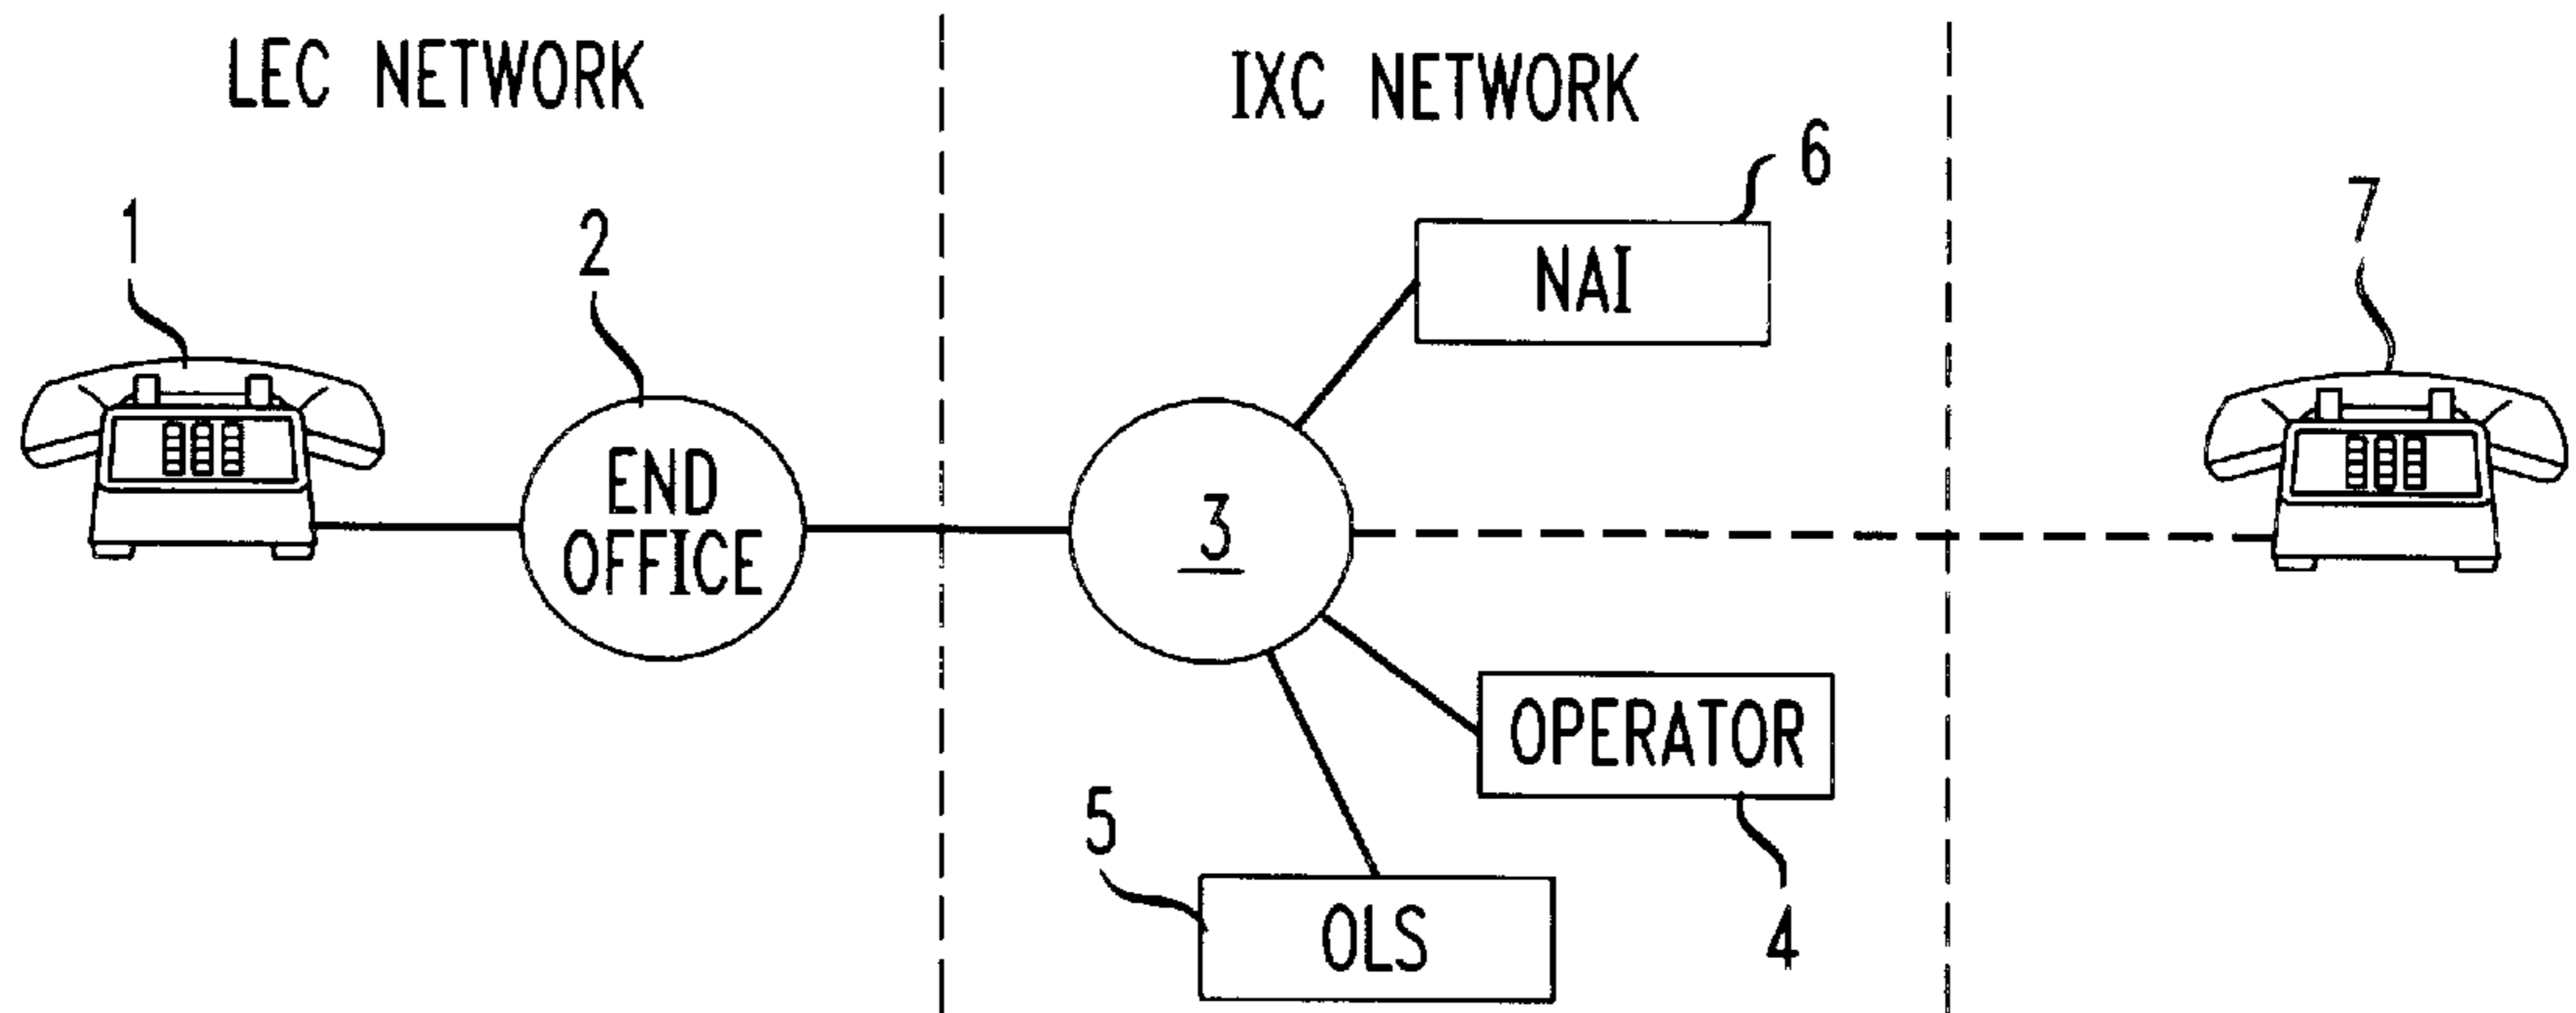 LEC NETWORK
IXC NETWORK
1
2
6
7
NAI
END
OFFICE
3
OPERATOR
5
4
OLS